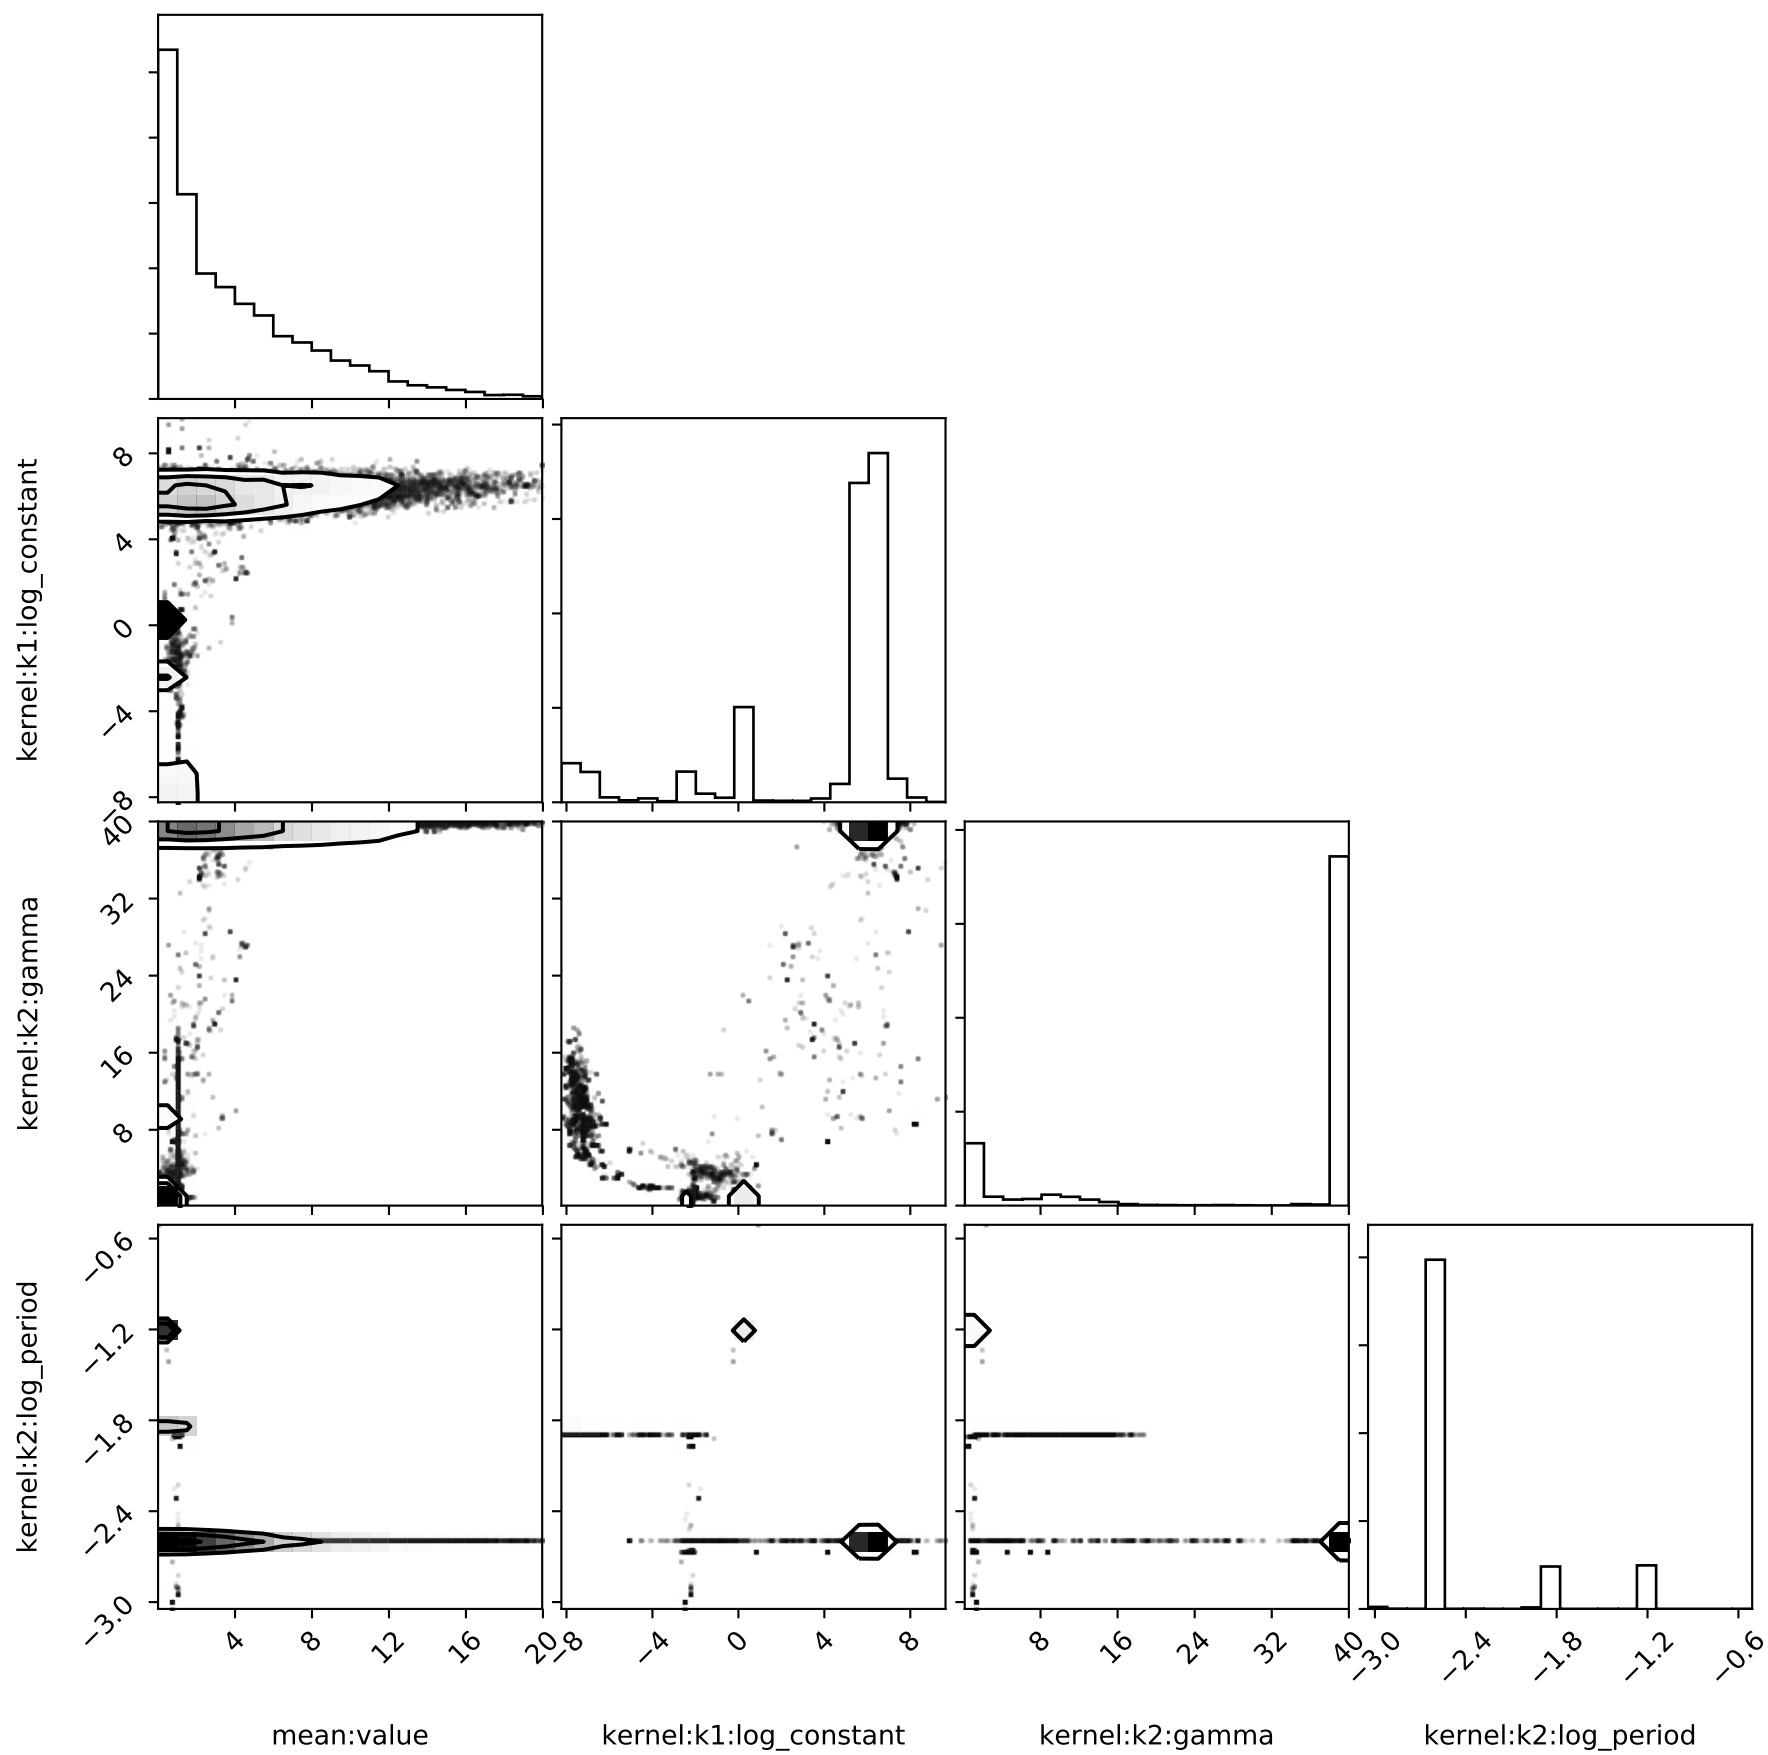 kernel:k1:log_constant
8
4
0
−4
−8
kernel:k2:gamma
40
32
24
16
8
kernel:k2:log_period
−0.6
−1.2
−1.8
−2.4
−3.0
4 8 12 16 20
−8 −4 0 4 8
8 16 24 32 40
−3.0 −2.4 −1.8 −1.2 −0.6
mean:value
kernel:k1:log_constant
kernel:k2:gamma
kernel:k2:log_period